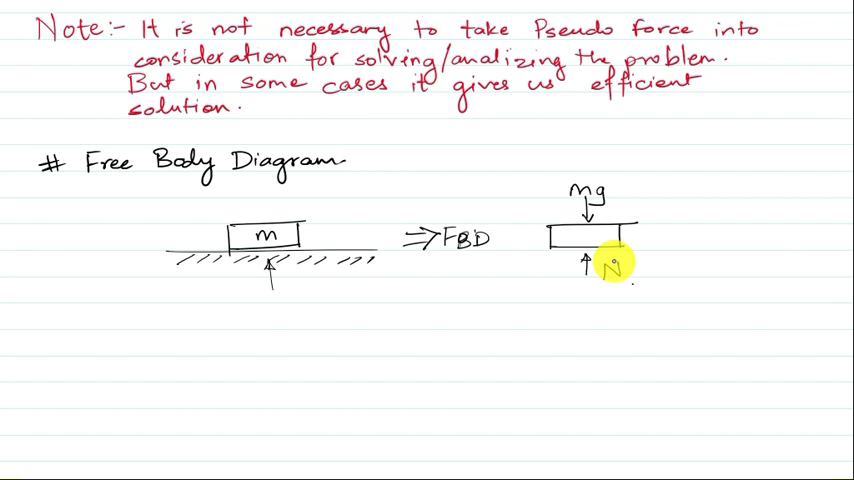 Note:- It is not necessary to take Pseudo force into
consideration for solving/analizing the problem.
But in some cases it gives us efficient
solution.
# Free Body Diagram
mg
m
⇒ FBD
N